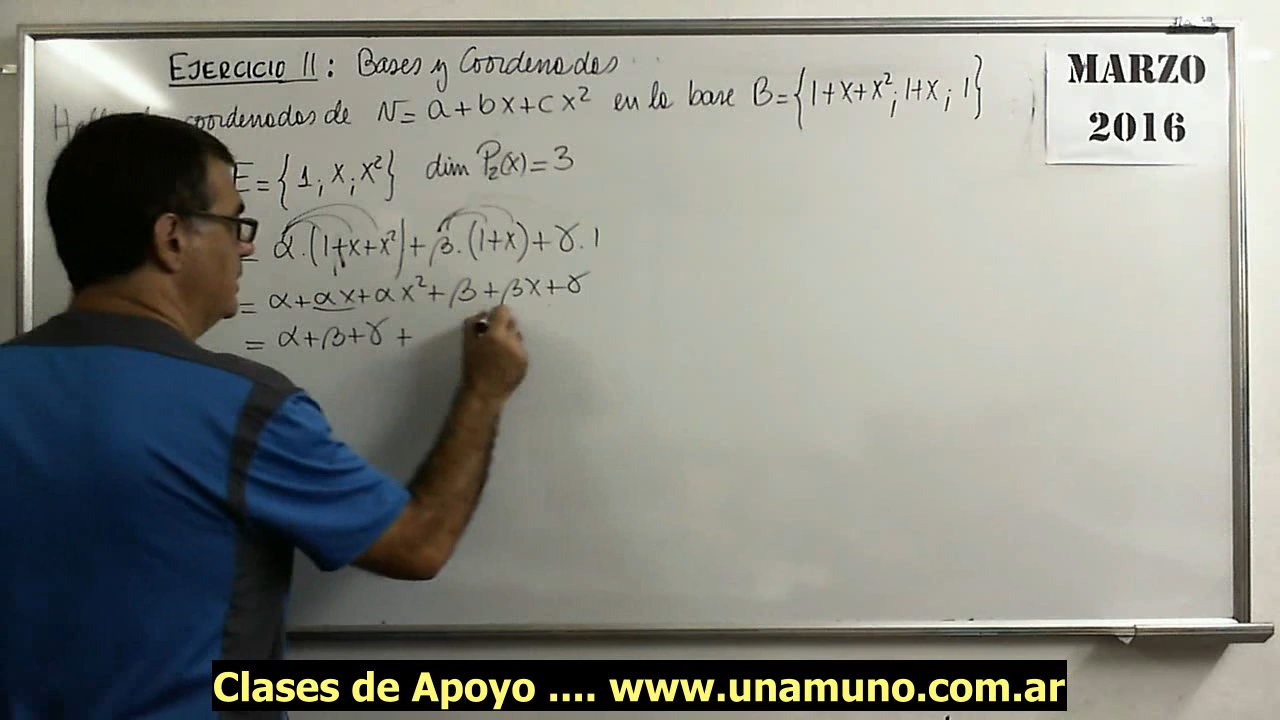 EJERCICIO 11: Bases y Coordenadas
coordenadas de N = a + bx + cx² en la base B = {1+x+x²; 1+x; 1}
E = {1; x; x²} dim P₂(x) = 3
= α.(1+x+x²) + β.(1+x) + γ.1
= α + αx + αx² + β + βx + γ
= α + β + γ +
MARZO
2016
Clases de Apoyo .... www.unamuno.com.ar